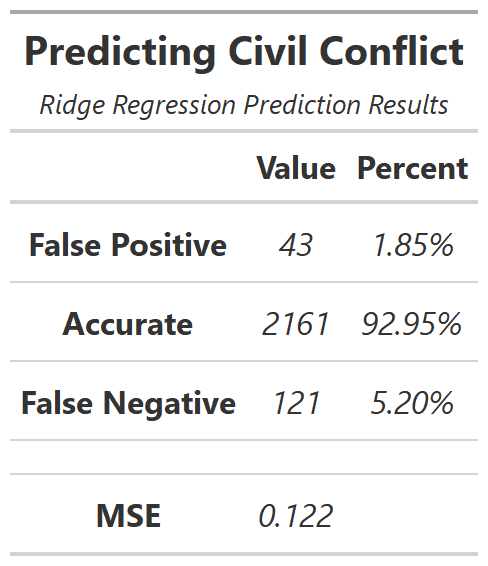 Predicting Civil Conflict
Ridge Regression Prediction Results
Value Percent
False Positive 43 1.85%
Accurate 2161 92.95%
False Negative 121 5.20%
MSE 0.122